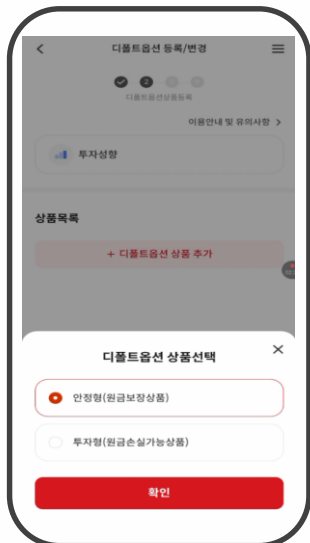 디폴트옵션 등록/변경
2
디폴트옵션상품등록
이용안내 및 유의사항 >
투자성향
상품목록
+ 디폴트옵션 상품 추가
디폴트옵션 상품선택
안정형(원금보장상품)
투자형(원금손실가능상품)
확인